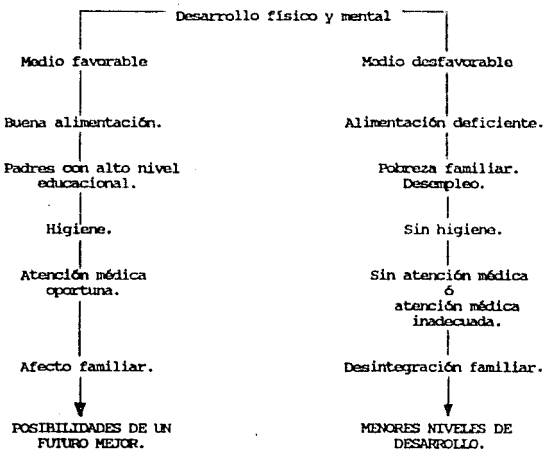 Desarrollo físico y mental
Medio favorable
Buena alimentación.
Padres con alto nivel
educacional.
Higiene.
Atención médica
oportuna.
Afecto familiar.
POSIBILIDADES DE UN
FUTURO MEJOR.
Medio desfavorable
Alimentación deficiente.
Pobreza familiar.
Desempleo.
Sin higiene.
Sin atención médica
ó
atención médica
inadecuada.
Desintegración familiar.
MENORES NIVELES DE
DESARROLLO.